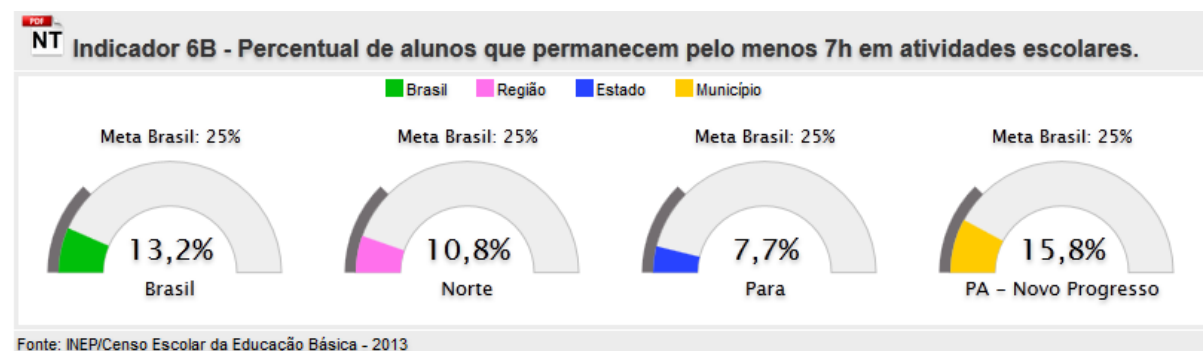 PDF
NT Indicador 6B - Percentual de alunos que permanecem pelo menos 7h em atividades escolares.
Brasil Região Estado Município
Meta Brasil: 25% Meta Brasil: 25% Meta Brasil: 25% Meta Brasil: 25%
13,2% 10,8% 7,7% 15,8%
Brasil Norte Para PA - Novo Progresso
Fonte: INEP/Censo Escolar da Educação Básica - 2013